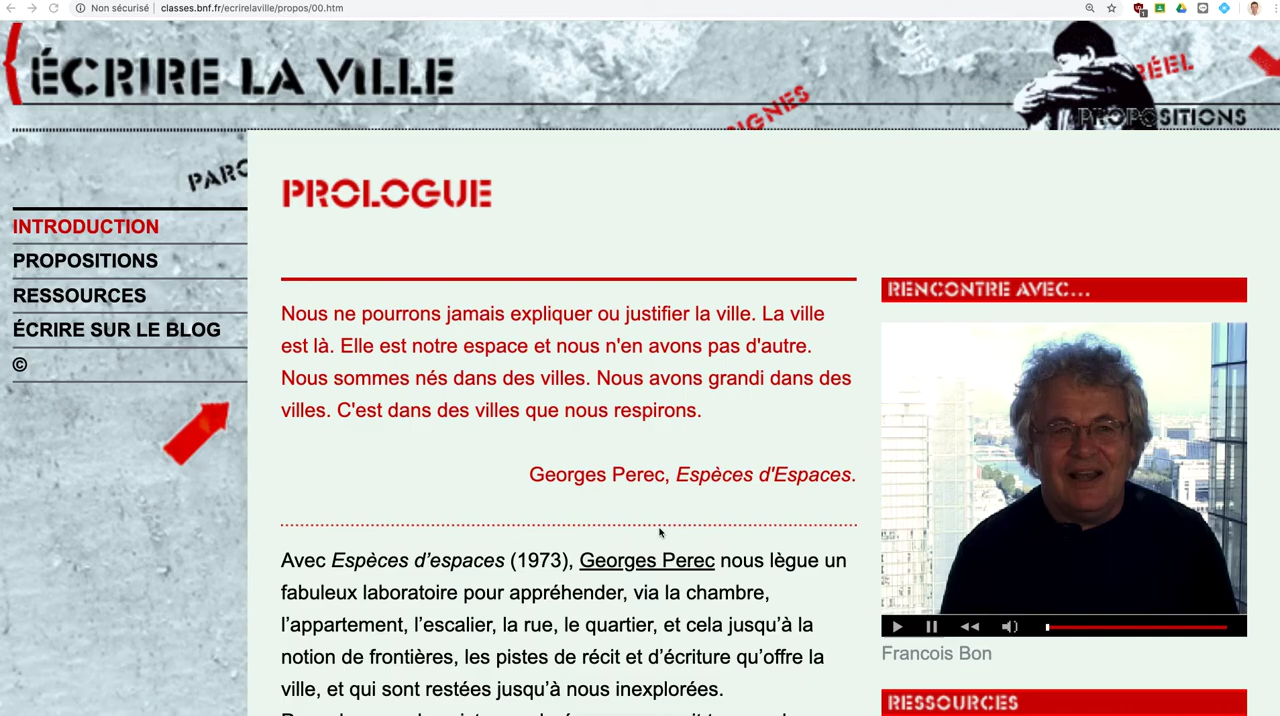 Non sécurisé | classes.bnf.fr/ecrirelaville/propos/00.htm
ÉCRIRE LA VILLE
RÉEL
PROPOSITIONS
INTRODUCTION
PROPOSITIONS
RESSOURCES
ÉCRIRE SUR LE BLOG
©
PROLOGUE
Nous ne pourrons jamais expliquer ou justifier la ville. La ville
est là. Elle est notre espace et nous n'en avons pas d'autre.
Nous sommes nés dans des villes. Nous avons grandi dans des
villes. C'est dans des villes que nous respirons.
Georges Perec, Espèces d'Espaces.
Avec Espèces d’espaces (1973), Georges Perec nous lègue un
fabuleux laboratoire pour appréhender, via la chambre,
l’appartement, l’escalier, la rue, le quartier, et cela jusqu’à la
notion de frontières, les pistes de récit et d’écriture qu’offre la
ville, et qui sont restées jusqu’à nous inexplorées.
RENCONTRE AVEC...
Francois Bon
RESSOURCES